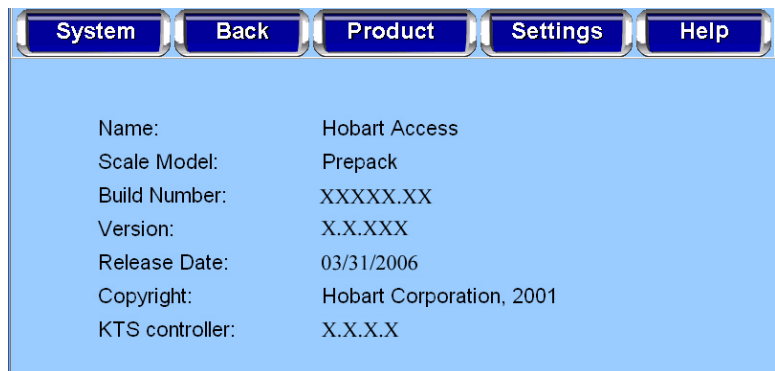 System Back Product Settings Help
Name: Hobart Access
Scale Model: Prepack
Build Number: XXXXX.XX
Version: X.X.XXX
Release Date: 03/31/2006
Copyright: Hobart Corporation, 2001
KTS controller: X.X.X.X